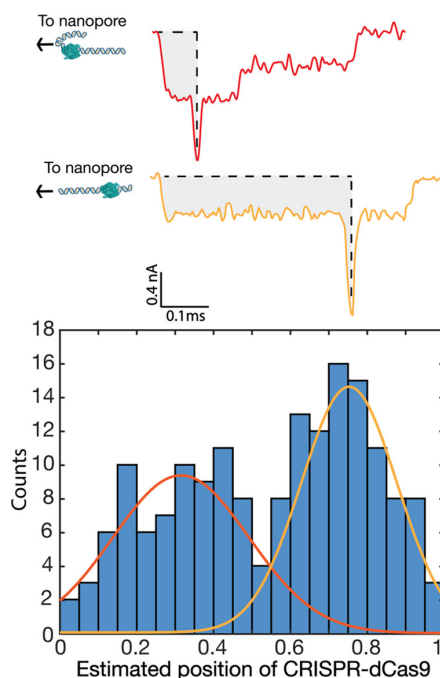 To nanopore
To nanopore
0.4 nA
0.1ms
18
16
14
12
10
8
6
4
2
0
Counts
0 0.2 0.4 0.6 0.8 1
Estimated position of CRISPR-dCas9